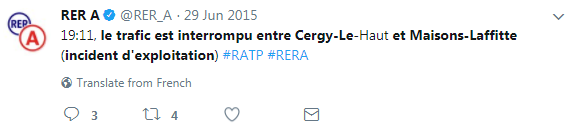 RER A
RER A @RER_A · 29 Jun 2015
19:11, le trafic est interrompu entre Cergy-Le-Haut et Maisons-Laffitte
(incident d'exploitation) #RATP #RERA
Translate from French
3 4